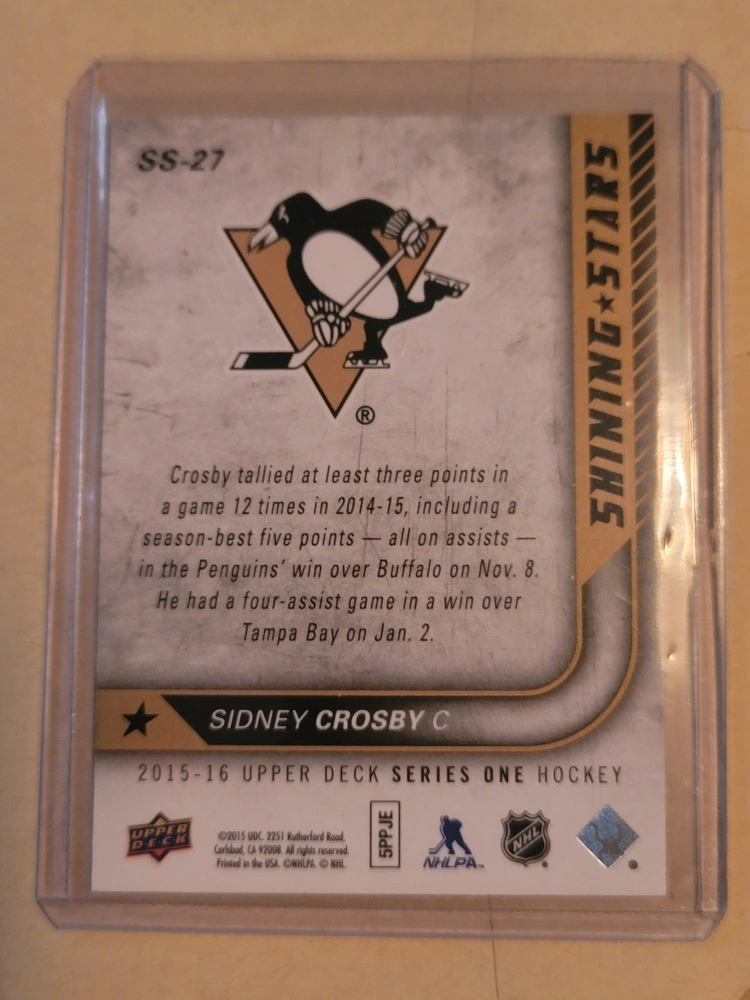 SS-27
SHINING★STARS
®
Crosby tallied at least three points in
a game 12 times in 2014-15, including a
season-best five points — all on assists —
in the Penguins' win over Buffalo on Nov. 8.
He had a four-assist game in a win over
Tampa Bay on Jan. 2.
SIDNEY CROSBY C
2015-16 UPPER DECK SERIES ONE HOCKEY
UPPER
DECK
©2015 UDC. 2251 Rutherford Road,
Carlsbad, CA 92008. All rights reserved.
Printed in the USA. ©NHLPA. © NHL.
5PPJE
NHLPA™
NHL
®
®